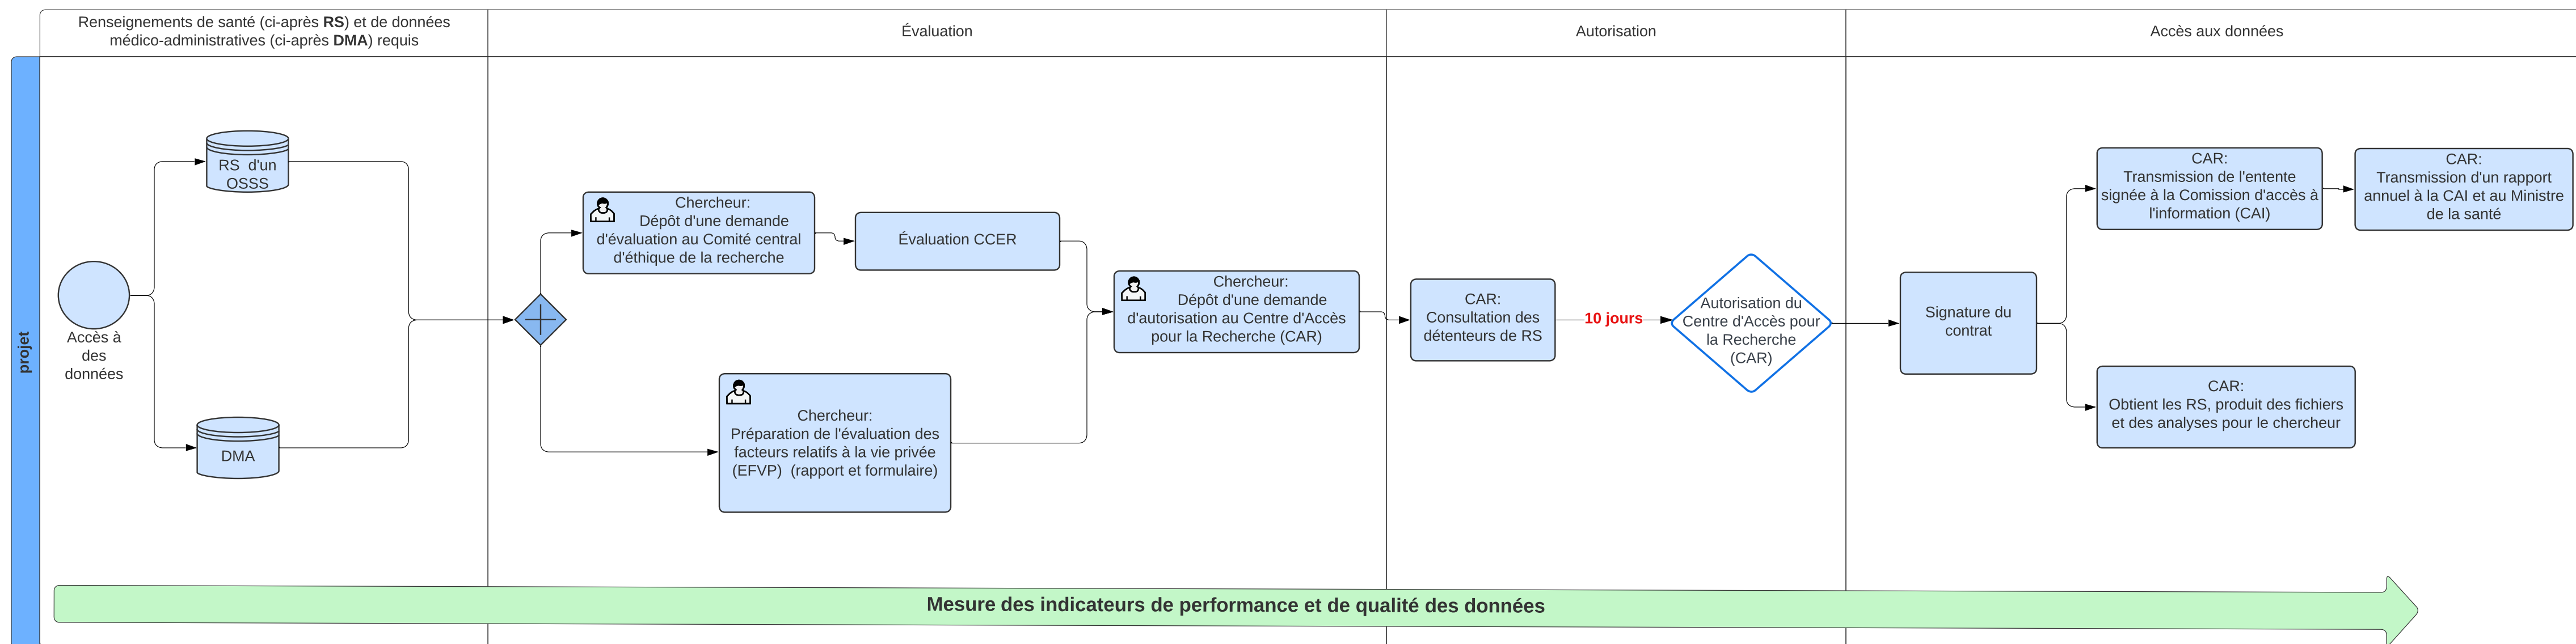 Renseignements de santé (ci-après RS) et de données
médico-administratives (ci-après DMA) requis
Évaluation
Autorisation
Accès aux données
projet
Accès à
des
données
RS d'un
OSSS
DMA
Chercheur:
Dépôt d'une demande
d'évaluation au Comité central
d'éthique de la recherche
Évaluation CCER
Chercheur:
Préparation de l'évaluation des
facteurs relatifs à la vie privée
(EFVP) (rapport et formulaire)
Chercheur:
Dépôt d'une demande
d'autorisation au Centre d'Accès
pour la Recherche (CAR)
CAR:
Consultation des
détenteurs de RS
10 jours
Autorisation du
Centre d'Accès pour
la Recherche
(CAR)
Signature du
contrat
CAR:
Transmission de l'entente
signée à la Comission d'accès à
l'information (CAI)
CAR:
Transmission d'un rapport
annuel à la CAI et au Ministre
de la santé
CAR:
Obtient les RS, produit des fichiers
et des analyses pour le chercheur
Mesure des indicateurs de performance et de qualité des données